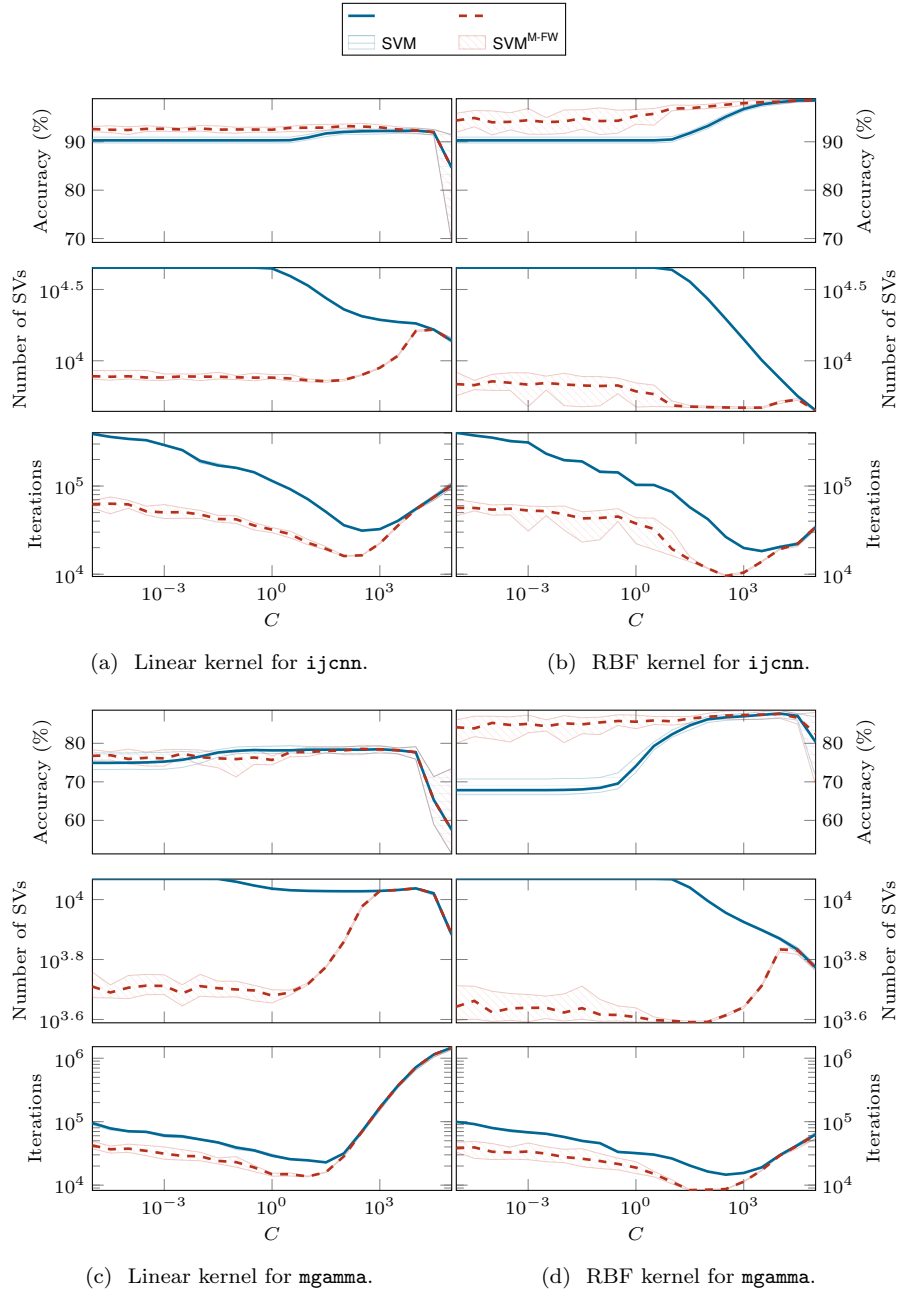 SVM SVM^M-FW
Accuracy (%)
90
80
70
Accuracy (%)
90
80
70
Number of SVs
10^4.5
10^4
Number of SVs
10^4.5
10^4
Iterations
10^5
10^4
Iterations
10^5
10^4
10^-3 10^0 10^3
C
10^-3 10^0 10^3
C
(a) Linear kernel for ijcnn.
(b) RBF kernel for ijcnn.
Accuracy (%)
80
70
60
Accuracy (%)
80
70
60
Number of SVs
10^4
10^3.8
10^3.6
Number of SVs
10^4
10^3.8
10^3.6
Iterations
10^6
10^5
10^4
Iterations
10^6
10^5
10^4
10^-3 10^0 10^3
C
10^-3 10^0 10^3
C
(c) Linear kernel for mgamma.
(d) RBF kernel for mgamma.